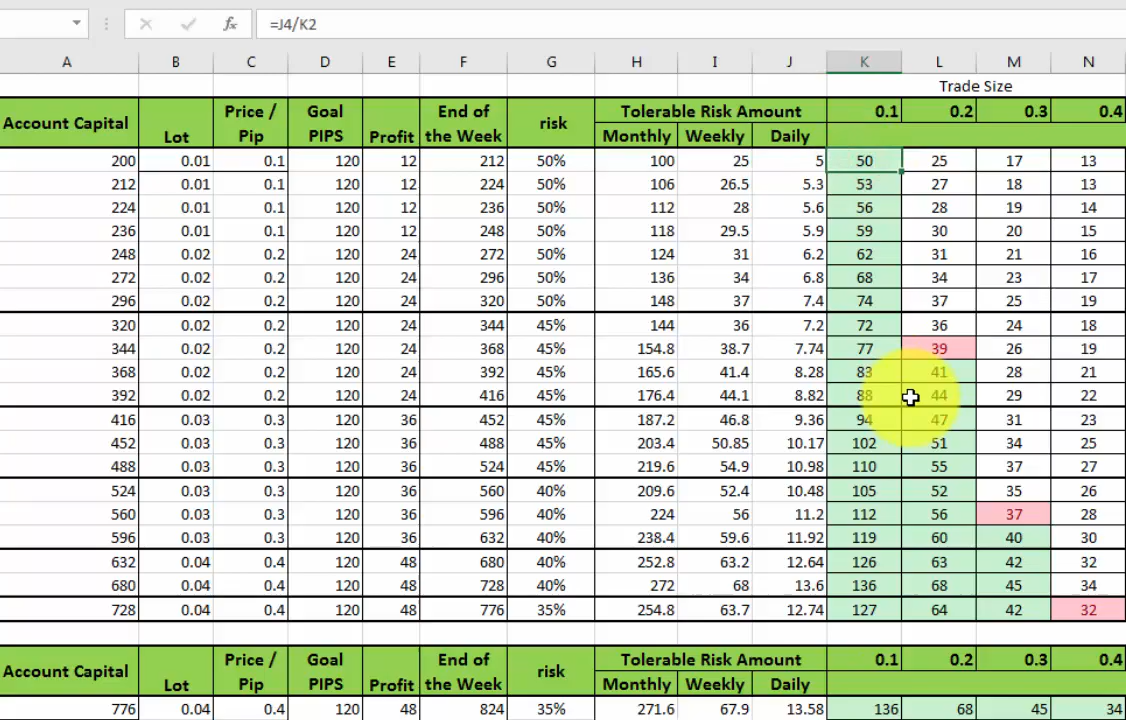 =J4/K2
A B C D E F G H I J K L M N
Trade Size
Account Capital Lot Price / Pip Goal PIPS Profit End of the Week risk Tolerable Risk Amount 0.1 0.2 0.3 0.4
Monthly Weekly Daily
200 0.01 0.1 120 12 212 50% 100 25 5 50 25 17 13
212 0.01 0.1 120 12 224 50% 106 26.5 5.3 53 27 18 13
224 0.01 0.1 120 12 236 50% 112 28 5.6 56 28 19 14
236 0.01 0.1 120 12 248 50% 118 29.5 5.9 59 30 20 15
248 0.02 0.2 120 24 272 50% 124 31 6.2 62 31 21 16
272 0.02 0.2 120 24 296 50% 136 34 6.8 68 34 23 17
296 0.02 0.2 120 24 320 50% 148 37 7.4 74 37 25 19
320 0.02 0.2 120 24 344 45% 144 36 7.2 72 36 24 18
344 0.02 0.2 120 24 368 45% 154.8 38.7 7.74 77 39 26 19
368 0.02 0.2 120 24 392 45% 165.6 41.4 8.28 83 41 28 21
392 0.02 0.2 120 24 416 45% 176.4 44.1 8.82 88 44 29 22
416 0.03 0.3 120 36 452 45% 187.2 46.8 9.36 94 47 31 23
452 0.03 0.3 120 36 488 45% 203.4 50.85 10.17 102 51 34 25
488 0.03 0.3 120 36 524 45% 219.6 54.9 10.98 110 55 37 27
524 0.03 0.3 120 36 560 40% 209.6 52.4 10.48 105 52 35 26
560 0.03 0.3 120 36 596 40% 224 56 11.2 112 56 37 28
596 0.03 0.3 120 36 632 40% 238.4 59.6 11.92 119 60 40 30
632 0.04 0.4 120 48 680 40% 252.8 63.2 12.64 126 63 42 32
680 0.04 0.4 120 48 728 40% 272 68 13.6 136 68 45 34
728 0.04 0.4 120 48 776 35% 254.8 63.7 12.74 127 64 42 32
Account Capital Lot Price / Pip Goal PIPS Profit End of the Week risk Tolerable Risk Amount 0.1 0.2 0.3 0.4
Monthly Weekly Daily
776 0.04 0.4 120 48 824 35% 271.6 67.9 13.58 136 68 45 34